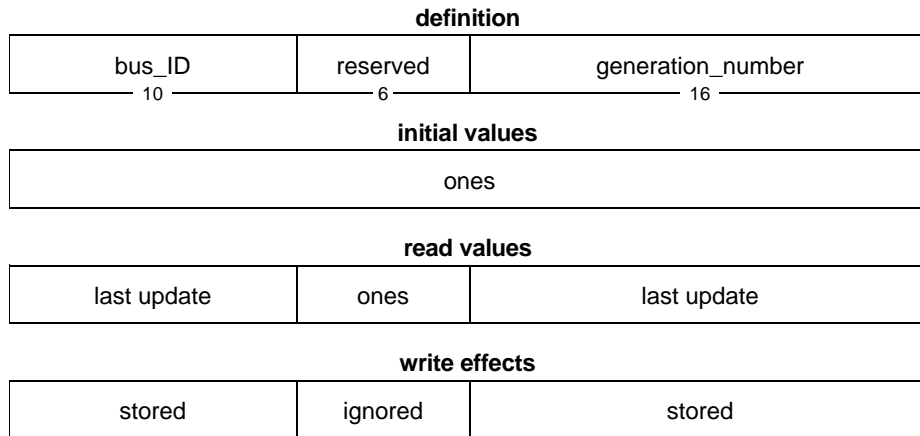 definition
bus_ID reserved generation_number
10 6 16
initial values
ones
read values
last update ones last update
write effects
stored ignored stored